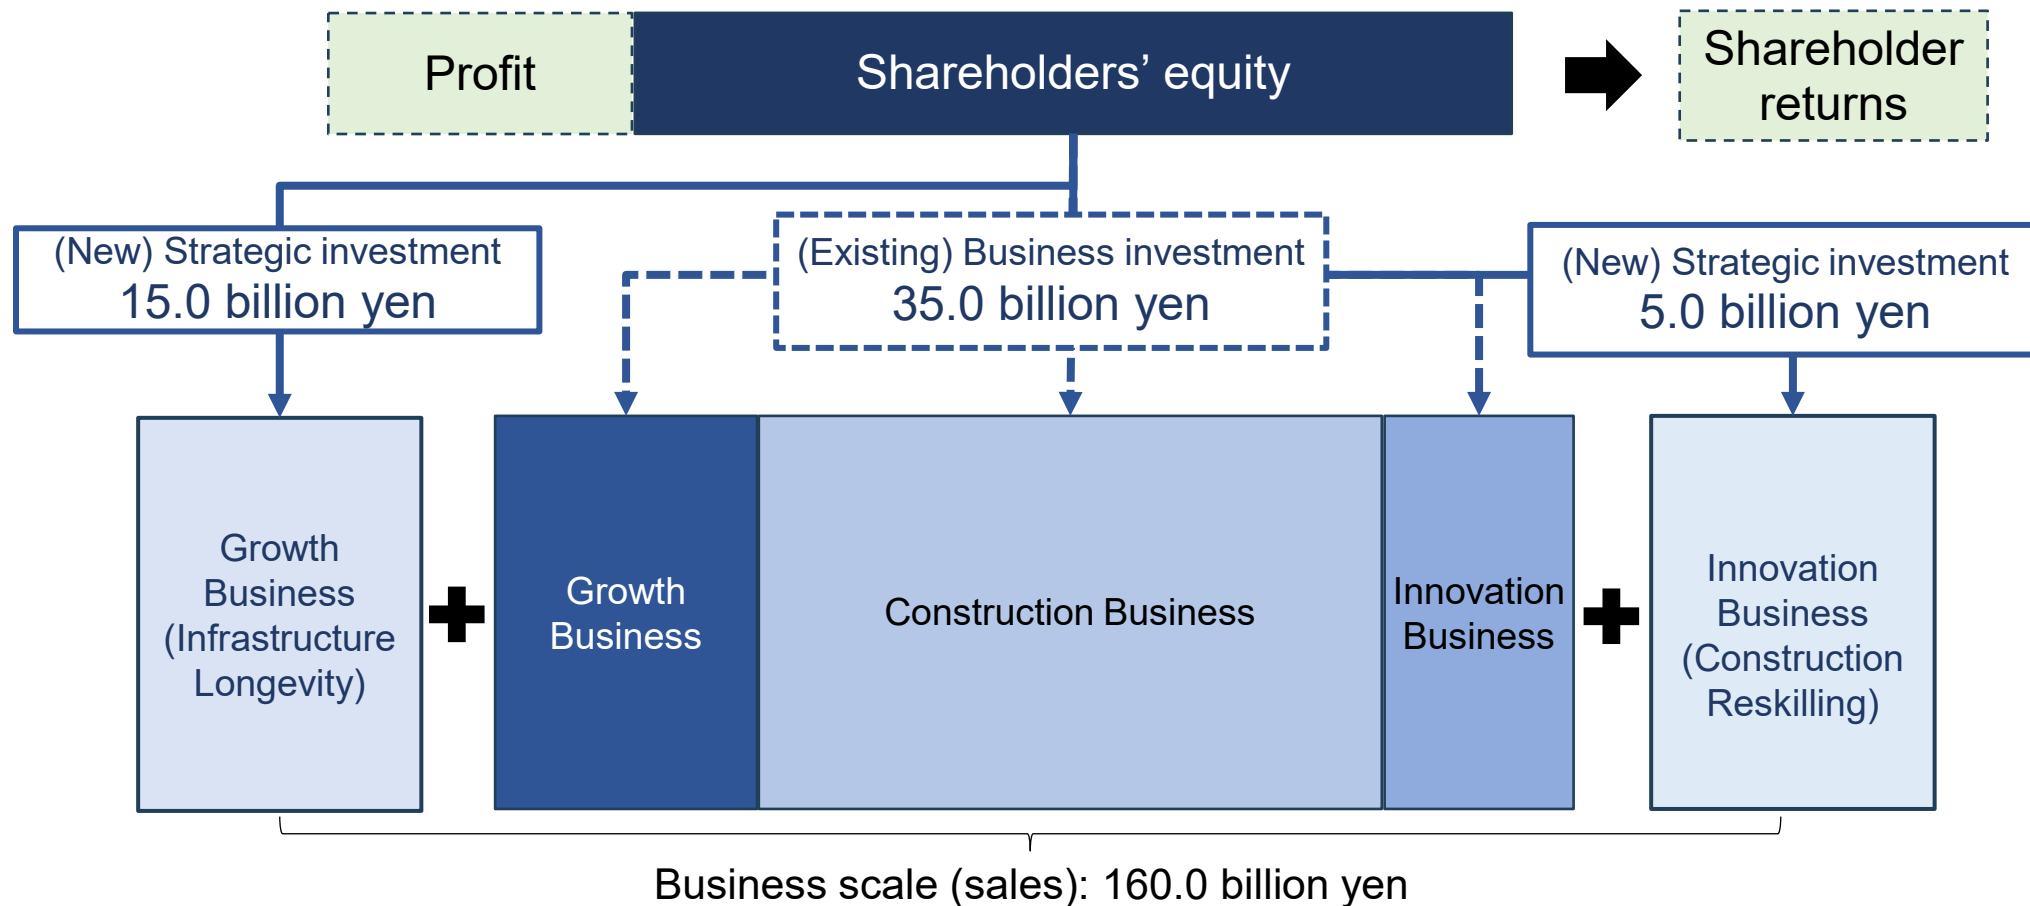 Profit
Shareholders’ equity
Shareholder
returns
(New) Strategic investment
15.0 billion yen
(Existing) Business investment
35.0 billion yen
(New) Strategic investment
5.0 billion yen
Growth
Business
(Infrastructure
Longevity)
Growth
Business
Construction Business
Innovation
Business
Innovation
Business
(Construction
Reskilling)
Business scale (sales): 160.0 billion yen